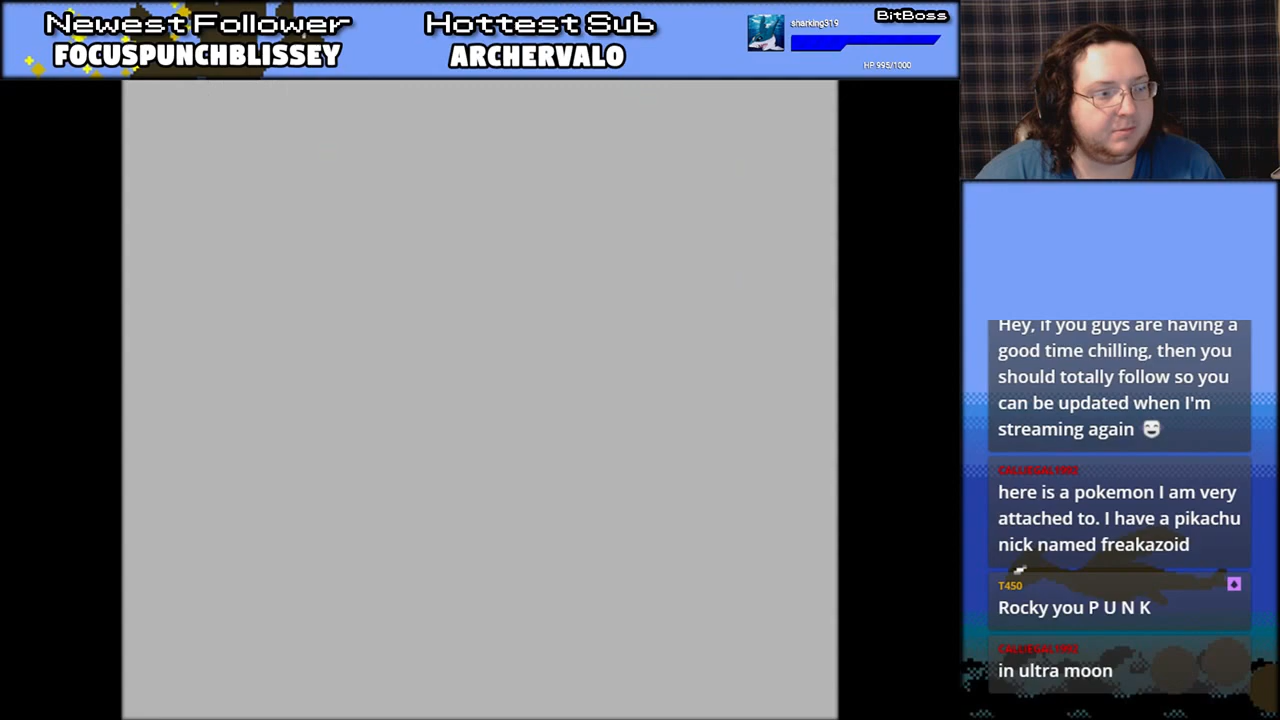 Newest Follower
FOCUSPUNCHBLISSEY
Hottest Sub
ARCHERVALO
BitBoss
sharking319
HP 995/1000
Hey, if you guys are having a
good time chilling, then you
should totally follow so you
can be updated when I'm
streaming again
here is a pokemon I am very
attached to. I have a pikachu
nick named freakazoid
T450
Rocky you P U N K
in ultra moon